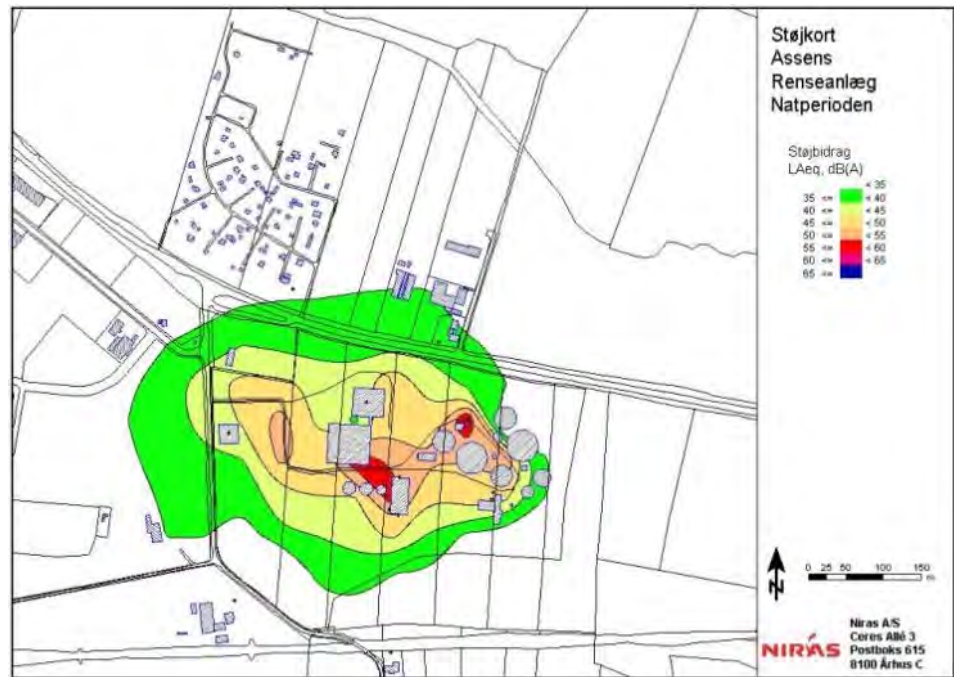 Støjkort
Assens
Renseanlæg
Natperioden
Støjbidrag
LAeq, dB(A)
< 35
35 <= < 40
40 <= < 45
45 <= < 50
50 <= < 55
55 <= < 60
60 <= < 65
65 <=
N
0 25 50 100 150
m
NIRAS
Niras A/S
Ceres Allé 3
Postboks 615
8100 Århus C